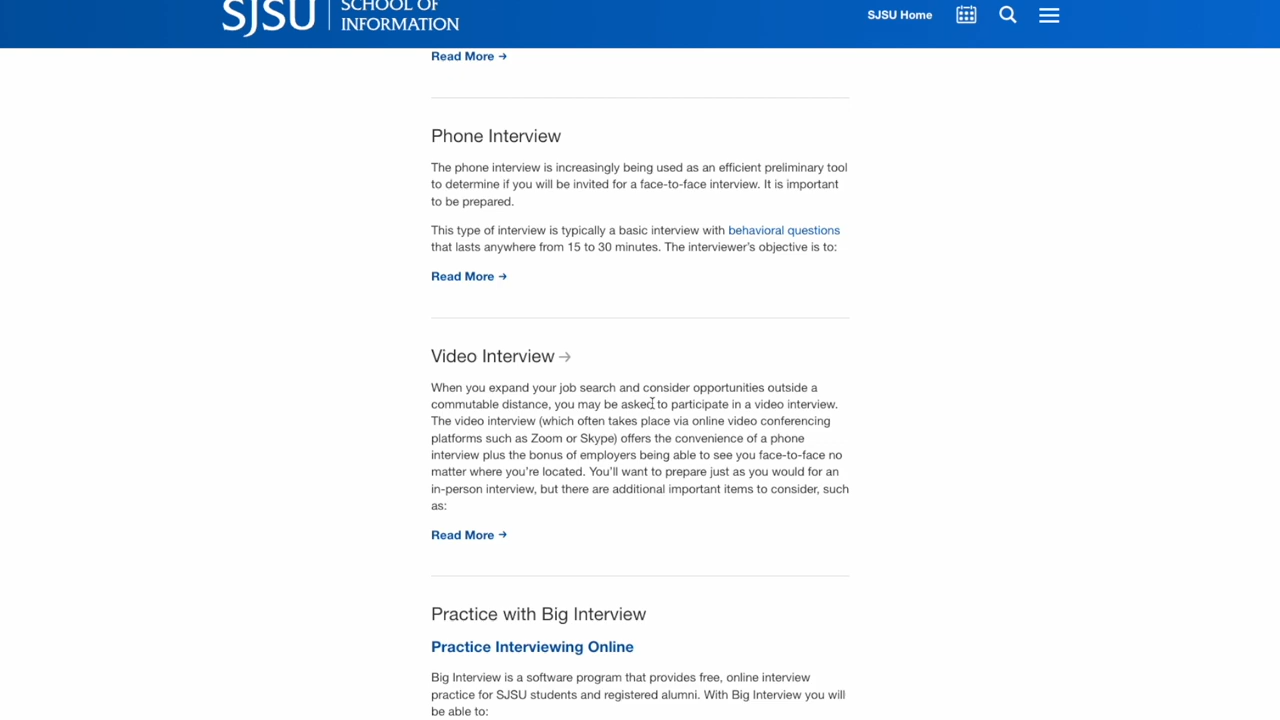 SJSU
SCHOOL OF
INFORMATION
SJSU Home
Read More →
Phone Interview
The phone interview is increasingly being used as an efficient preliminary tool
to determine if you will be invited for a face-to-face interview. It is important
to be prepared.
This type of interview is typically a basic interview with behavioral questions
that lasts anywhere from 15 to 30 minutes. The interviewer’s objective is to:
Read More →
Video Interview →
When you expand your job search and consider opportunities outside a
commutable distance, you may be asked to participate in a video interview.
The video interview (which often takes place via online video conferencing
platforms such as Zoom or Skype) offers the convenience of a phone
interview plus the bonus of employers being able to see you face-to-face no
matter where you’re located. You’ll want to prepare just as you would for an
in-person interview, but there are additional important items to consider, such
as:
Read More →
Practice with Big Interview
Practice Interviewing Online
Big Interview is a software program that provides free, online interview
practice for SJSU students and registered alumni. With Big Interview you will
be able to: